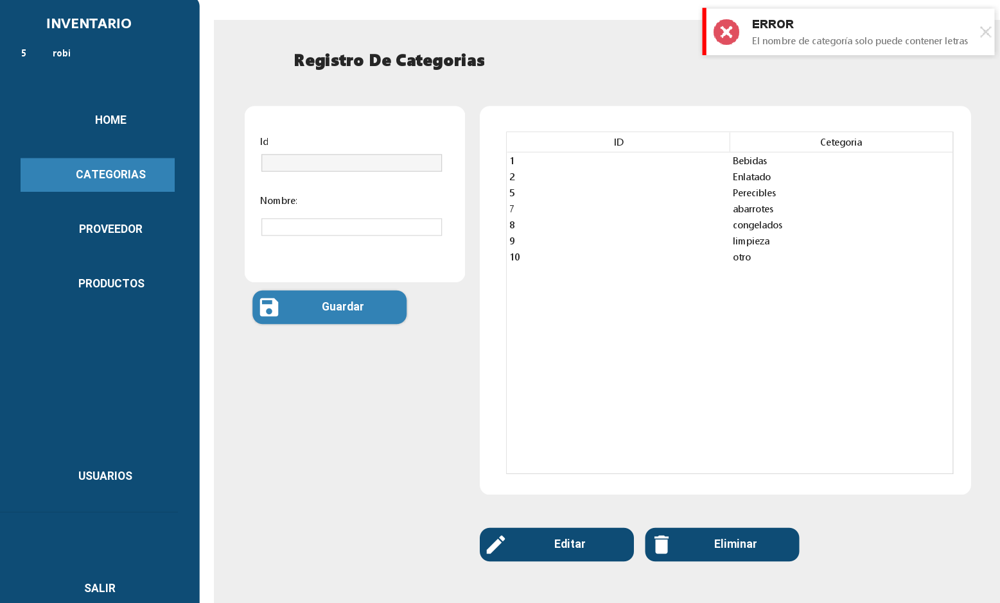 INVENTARIO
5 robi
HOME
CATEGORIAS
PROVEEDOR
PRODUCTOS
USUARIOS
SALIR
ERROR
El nombre de categoría solo puede contener letras
Registro De Categorias
Id
Nombre:
Guardar
ID Cetegoria
1 Bebidas
2 Enlatado
5 Perecibles
7 abarrotes
8 congelados
9 limpieza
10 otro
Editar Eliminar